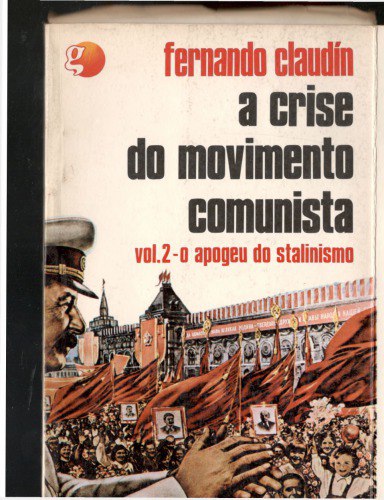 g
fernando claudín
a crise
do movimento
comunista
vol.2-o apogeu do stalinismo